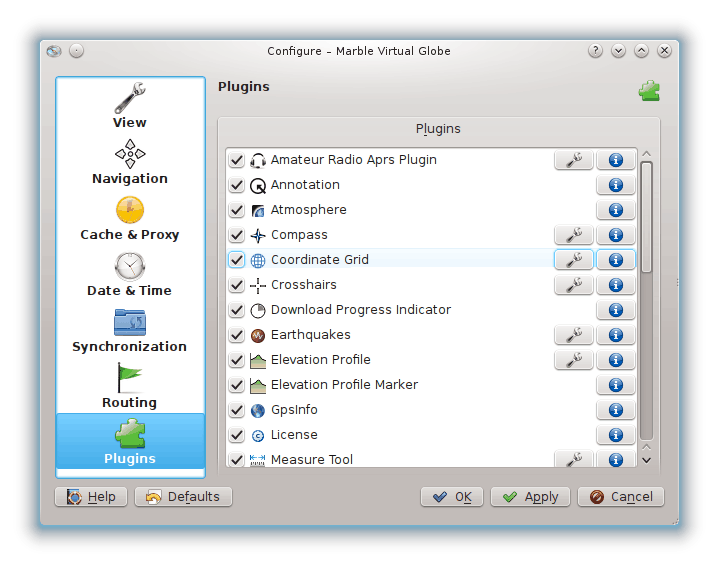 Configure – Marble Virtual Globe
View
Navigation
Cache & Proxy
Date & Time
Synchronization
Routing
Plugins
Plugins
Plugins
Amateur Radio Aprs Plugin
Annotation
Atmosphere
Compass
Coordinate Grid
Crosshairs
Download Progress Indicator
Earthquakes
Elevation Profile
Elevation Profile Marker
GpsInfo
License
Measure Tool
Help Defaults OK Apply Cancel